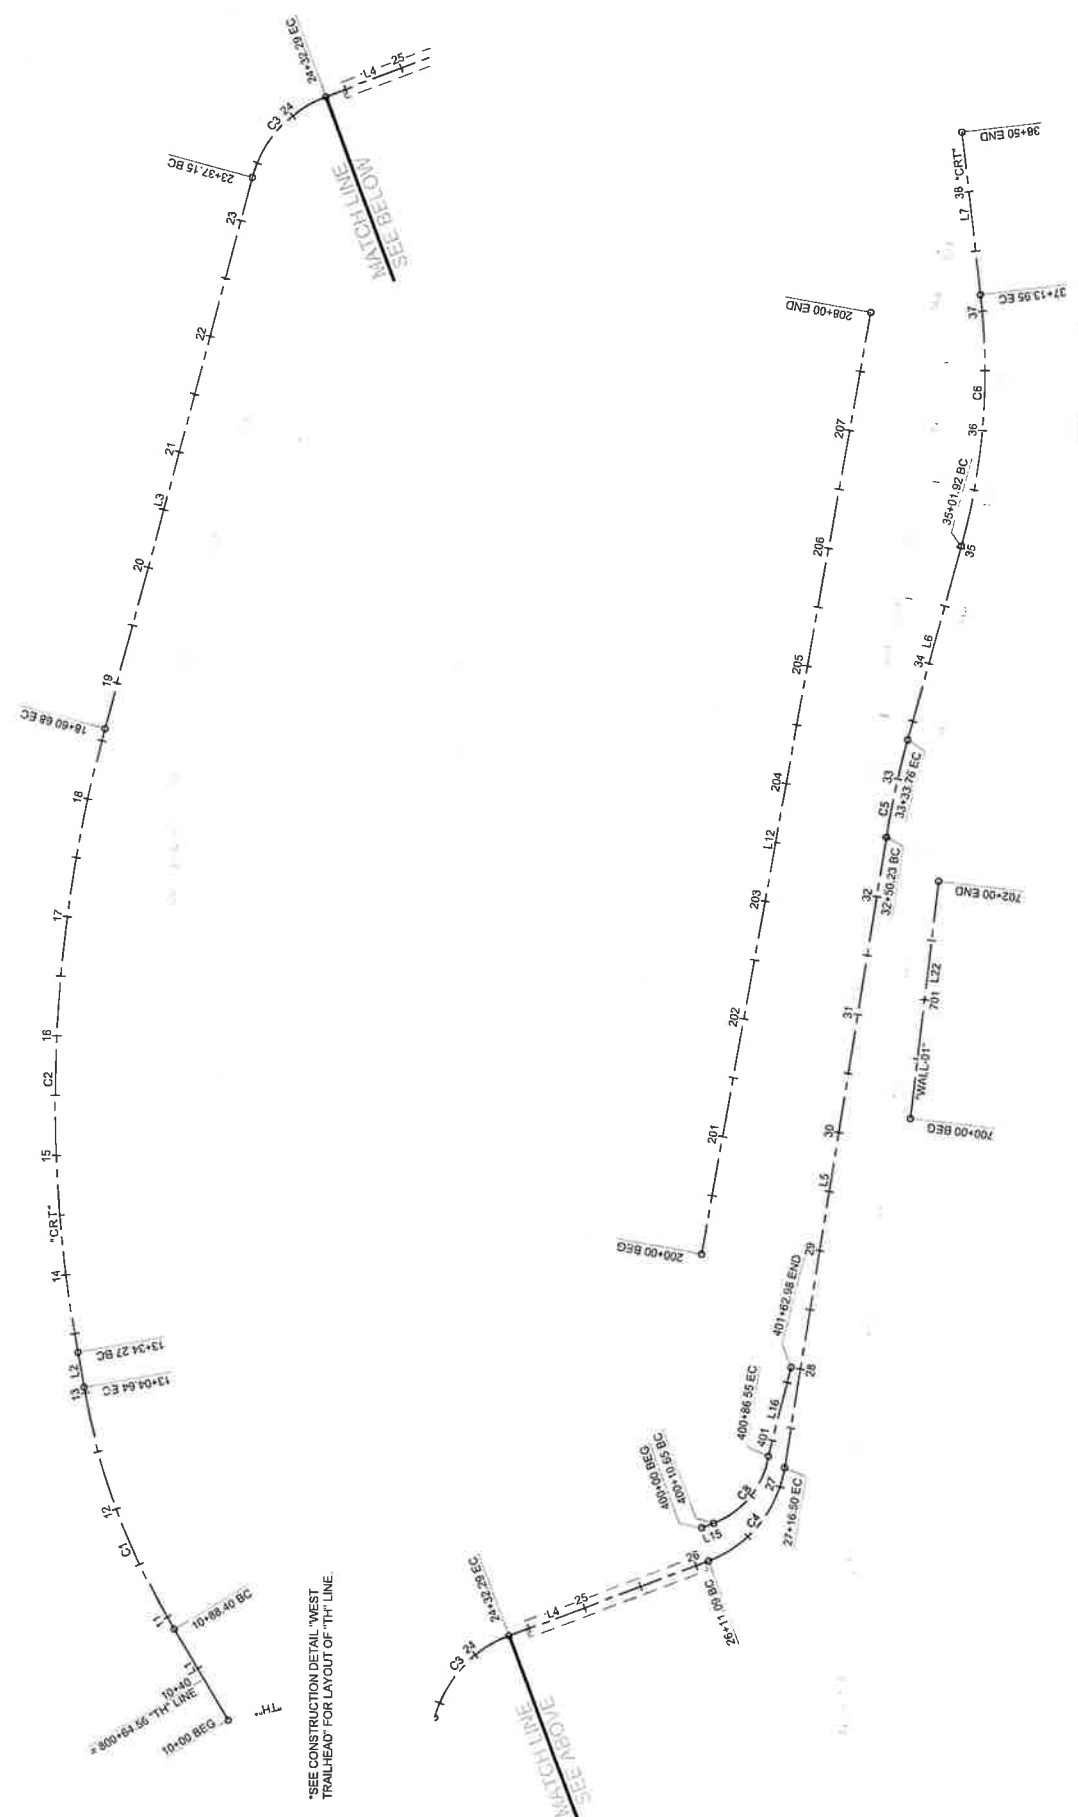 = 800+64.56 "TH" LINE
10+40
10+00 BEG
"TH"
L1
11
10+88.40 BC
C1
12
13
13+04.64 EC
L2
13+34.27 BC
14
"CRT"
15
C2
16
17
18
18+60.68 EC
19
20
L3
21
22
23
23+37.15 BC
C3
24
24+32.29 EC
L4
25
MATCH LINE
SEE BELOW
*SEE CONSTRUCTION DETAIL "WEST
TRAILHEAD" FOR LAYOUT OF "TH" LINE.
MATCH LINE
SEE ABOVE
C3
24
24+32.29 EC
L4
25
26
26+11.09 BC
C4
27
27+16.50 EC
400+00 BEG
400+10.65 BC
L15
400+86.55 EC
401
L16
401+62.98 END
28
29
L5
30
31
32
32+50.23 BC
C5
33
33+33.76 EC
34
L6
35
35+01.92 BC
36
C6
37
37+13.95 EC
L7
38
"CRT"
38+50 END
200+00 BEG
201
202
203
L12
204
205
206
207
208+00 END
700+00 BEG
"WALL-01"
701
L22
702+00 END